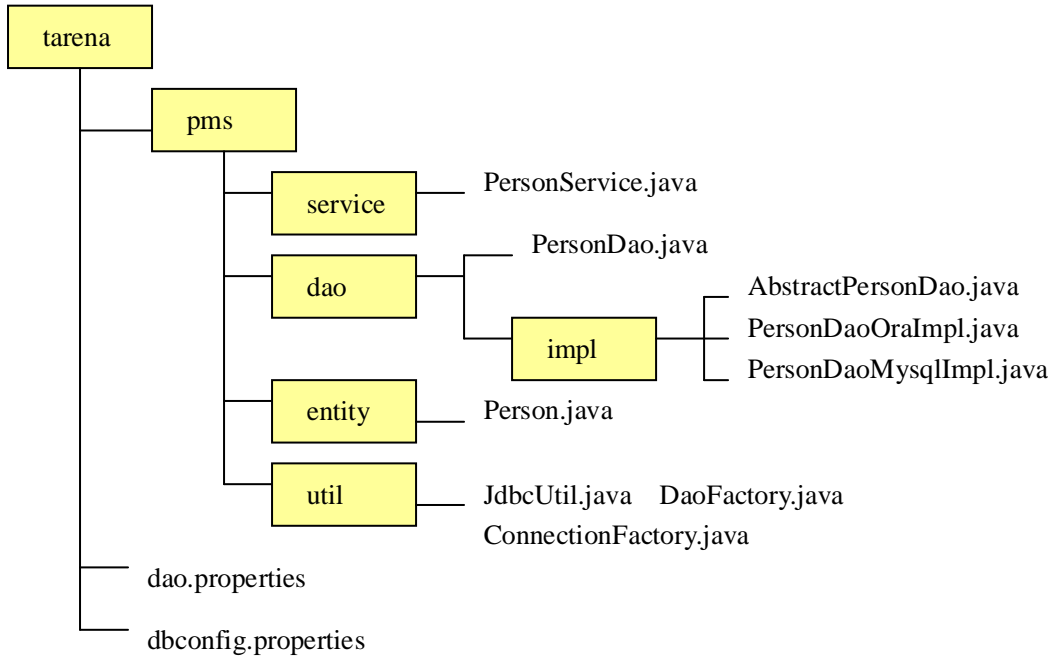 tarena
pms
service
PersonService.java
dao
PersonDao.java
impl
AbstractPersonDao.java
PersonDaoOraImpl.java
PersonDaoMysqlImpl.java
entity
Person.java
util
JdbcUtil.java DaoFactory.java
ConnectionFactory.java
dao.properties
dbconfig.properties